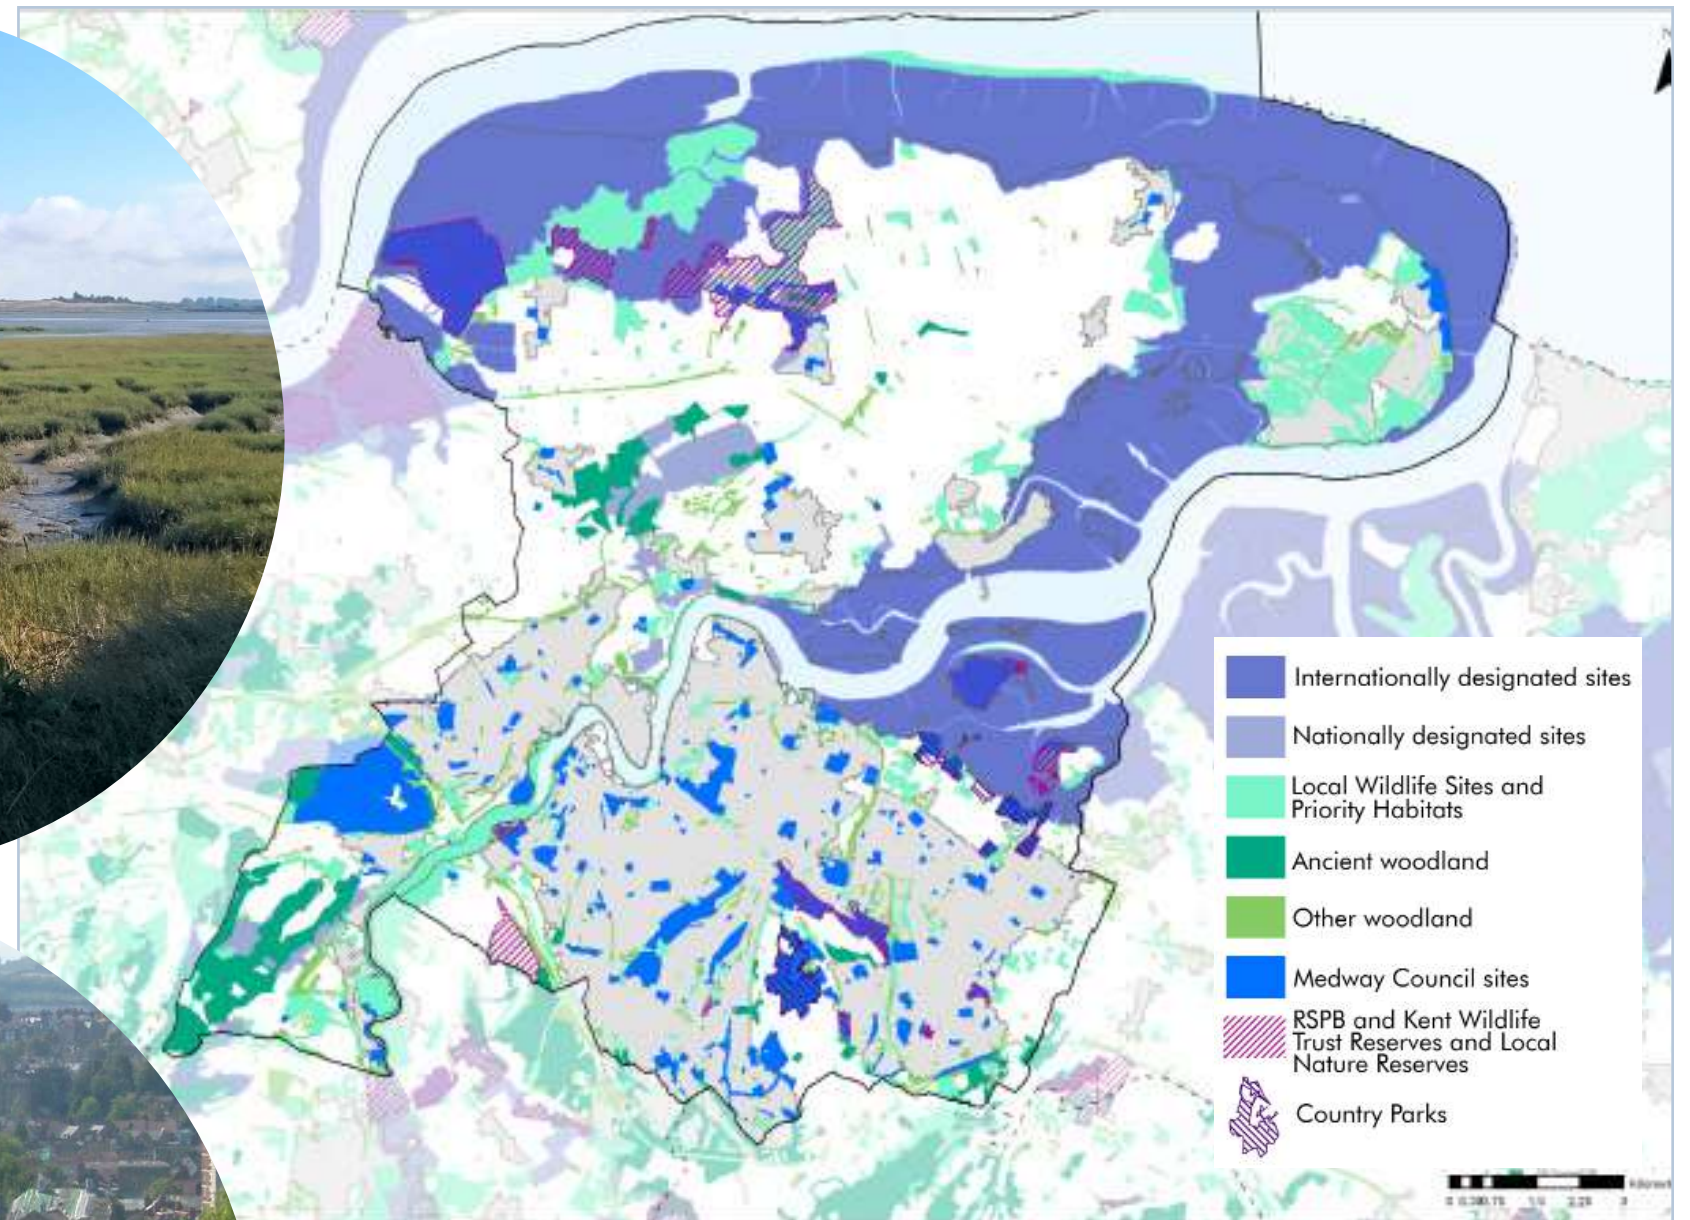 Internationally designated sites
Nationally designated sites
Local Wildlife Sites and
Priority Habitats
Ancient woodland
Other woodland
Medway Council sites
RSPB and Kent Wildlife
Trust Reserves and Local
Nature Reserves
Country Parks